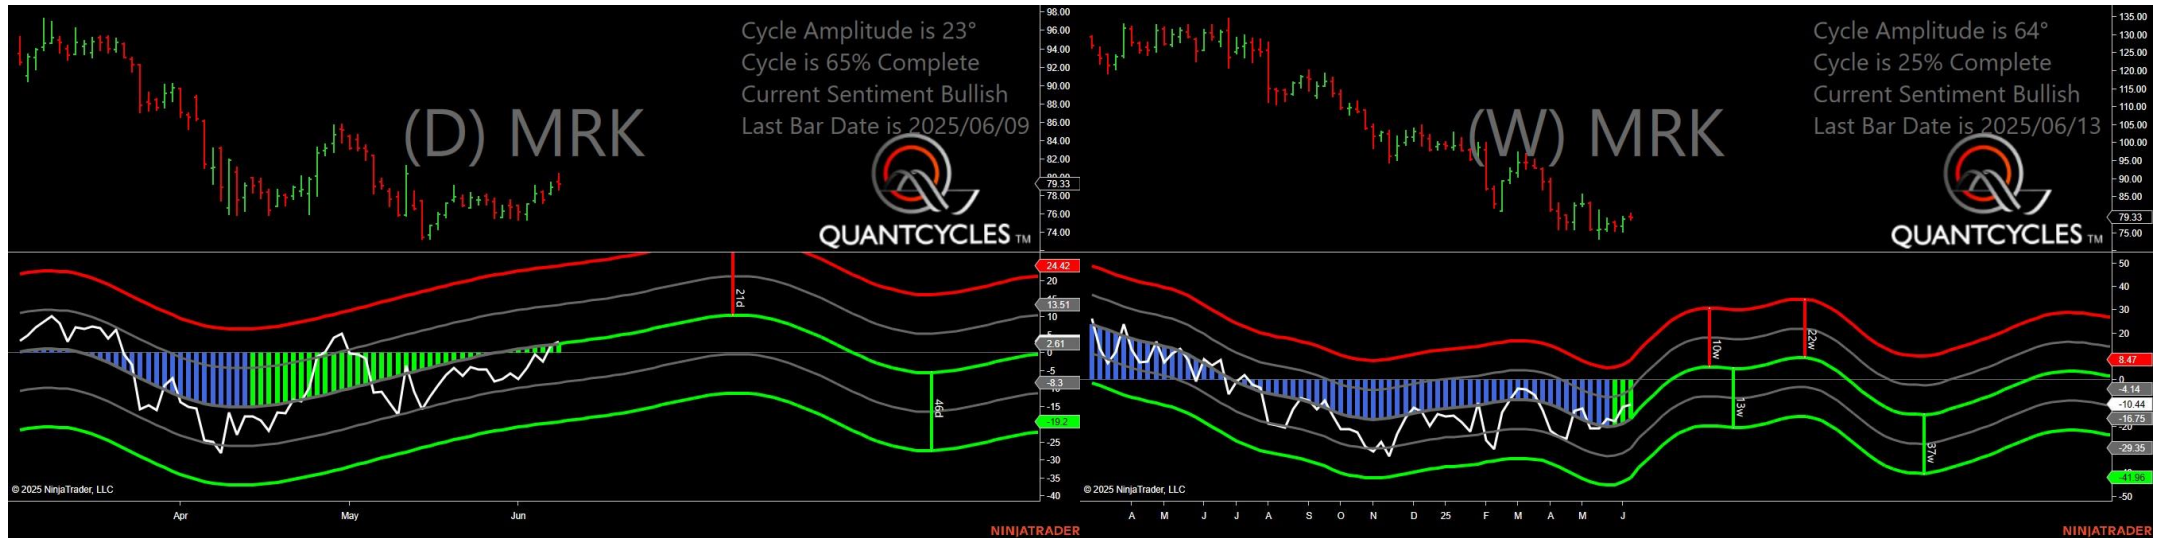 Cycle Amplitude is 23°
Cycle is 65% Complete
Current Sentiment Bullish
Last Bar Date is 2025/06/09
(D) MRK
QUANTCYCLES TM
98.00
96.00
94.00
92.00
90.00
88.00
86.00
84.00
82.00
80.00
79.33
78.00
76.00
74.00
24.42
20
13.51
10
5
2.61
0
-5
-8.3
-15
-19.2
-25
-30
-35
-40
21d
46d
© 2025 NinjaTrader, LLC
Apr
May
Jun
NINJATRADER
Cycle Amplitude is 64°
Cycle is 25% Complete
Current Sentiment Bullish
Last Bar Date is 2025/06/13
(W) MRK
QUANTCYCLES TM
135.00
130.00
125.00
120.00
115.00
110.00
105.00
100.00
95.00
90.00
85.00
79.33
75.00
50
40
30
20
8.47
0
-4.14
-10.44
-16.75
-20
-29.35
-41.96
-50
10w
13w
22w
37w
© 2025 NinjaTrader, LLC
A M J J A S O N D 25 F M A M J
NINJATRADER